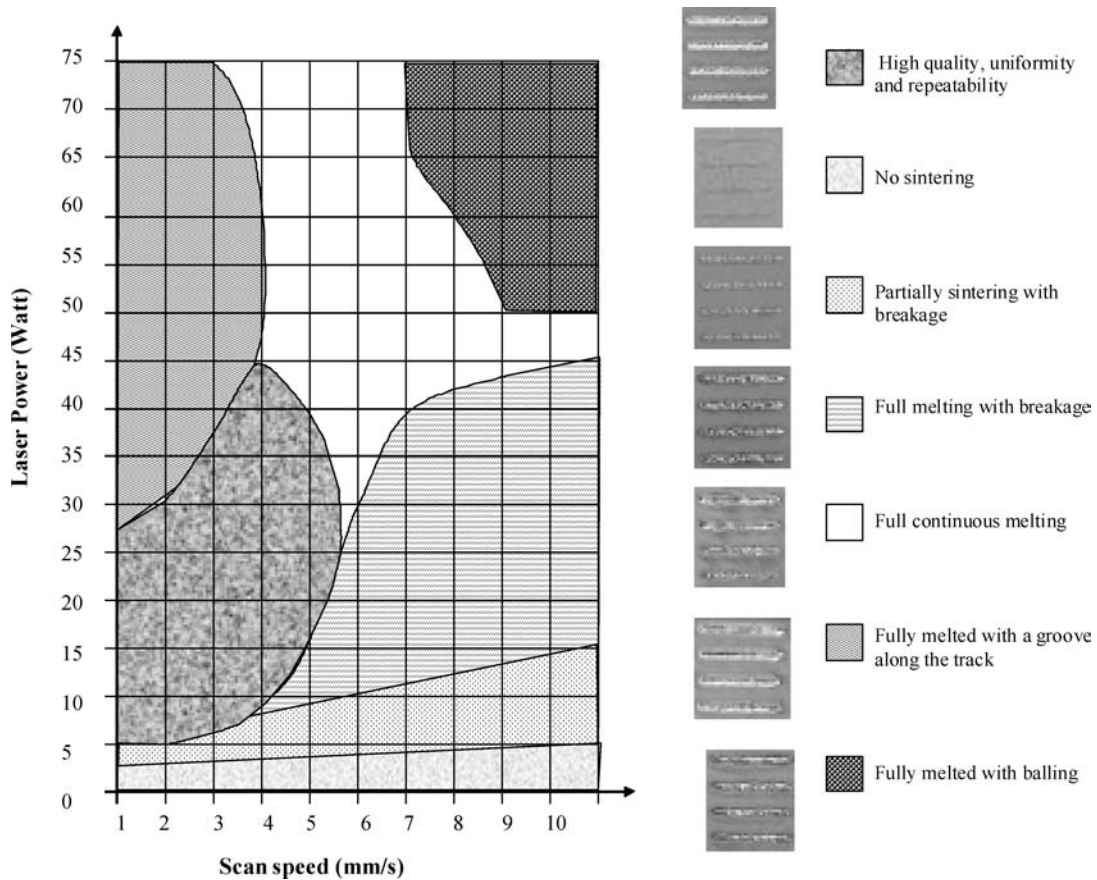 75
70
65
60
55
50
45
40
35
30
25
20
15
10
5
0
Laser Power (Watt)
1 2 3 4 5 6 7 8 9 10
Scan speed (mm/s)
High quality, uniformity
and repeatability
No sintering
Partially sintering with
breakage
Full melting with breakage
Full continuous melting
Fully melted with a groove
along the track
Fully melted with balling